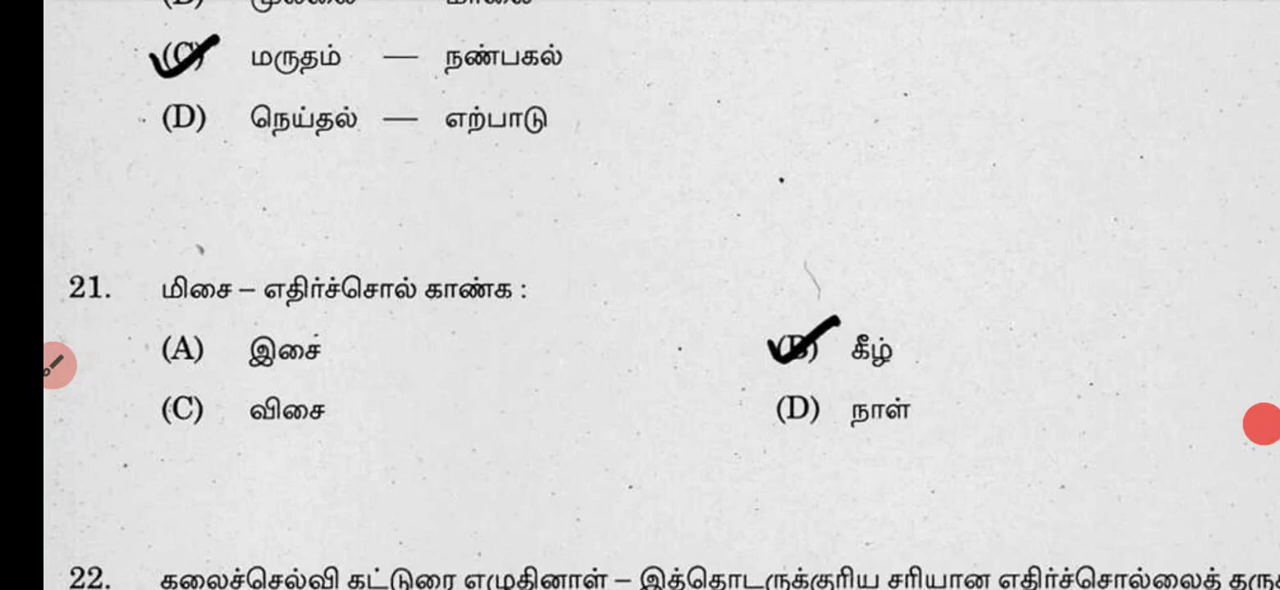 (C) மருதம் — நண்பகல்
(D) நெய்தல் — எற்பாடு
21. மிசை – எதிர்ச்சொல் காண்க :
(A) இசை (B) கீழ்
(C) விசை (D) நாள்
22. கலைச்செல்வி கட்டுரை எழுதினாள் – இத்தொடருக்குரிய சரியான எதிர்ச்சொல்லைத்